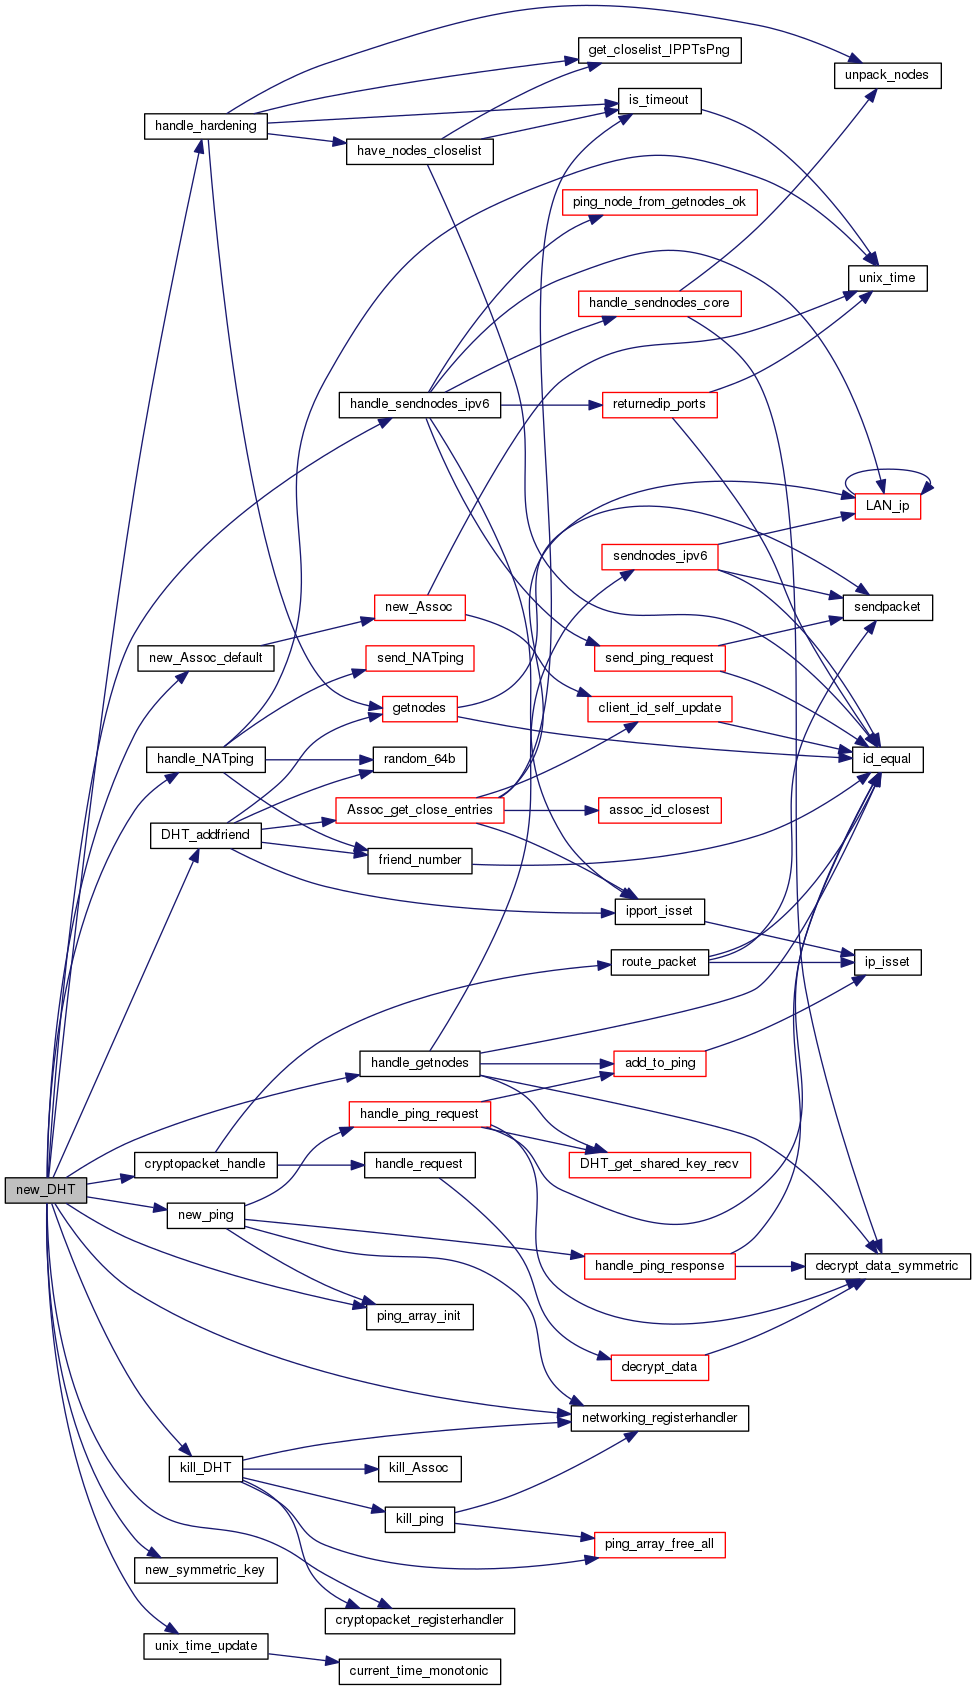 get_closelist_IPPTsPng
unpack_nodes
is_timeout
handle_hardening
have_nodes_closelist
ping_node_from_getnodes_ok
unix_time
handle_sendnodes_core
handle_sendnodes_ipv6
returnedip_ports
LAN_ip
sendnodes_ipv6
new_Assoc
sendpacket
new_Assoc_default
send_NATping
send_ping_request
getnodes
client_id_self_update
handle_NATping
random_64b
id_equal
Assoc_get_close_entries
assoc_id_closest
DHT_addfriend
friend_number
ipport_isset
route_packet
ip_isset
handle_getnodes
add_to_ping
handle_ping_request
cryptopacket_handle
handle_request
DHT_get_shared_key_recv
new_DHT
new_ping
handle_ping_response
decrypt_data_symmetric
ping_array_init
decrypt_data
networking_registerhandler
kill_DHT
kill_Assoc
kill_ping
ping_array_free_all
new_symmetric_key
cryptopacket_registerhandler
unix_time_update
current_time_monotonic